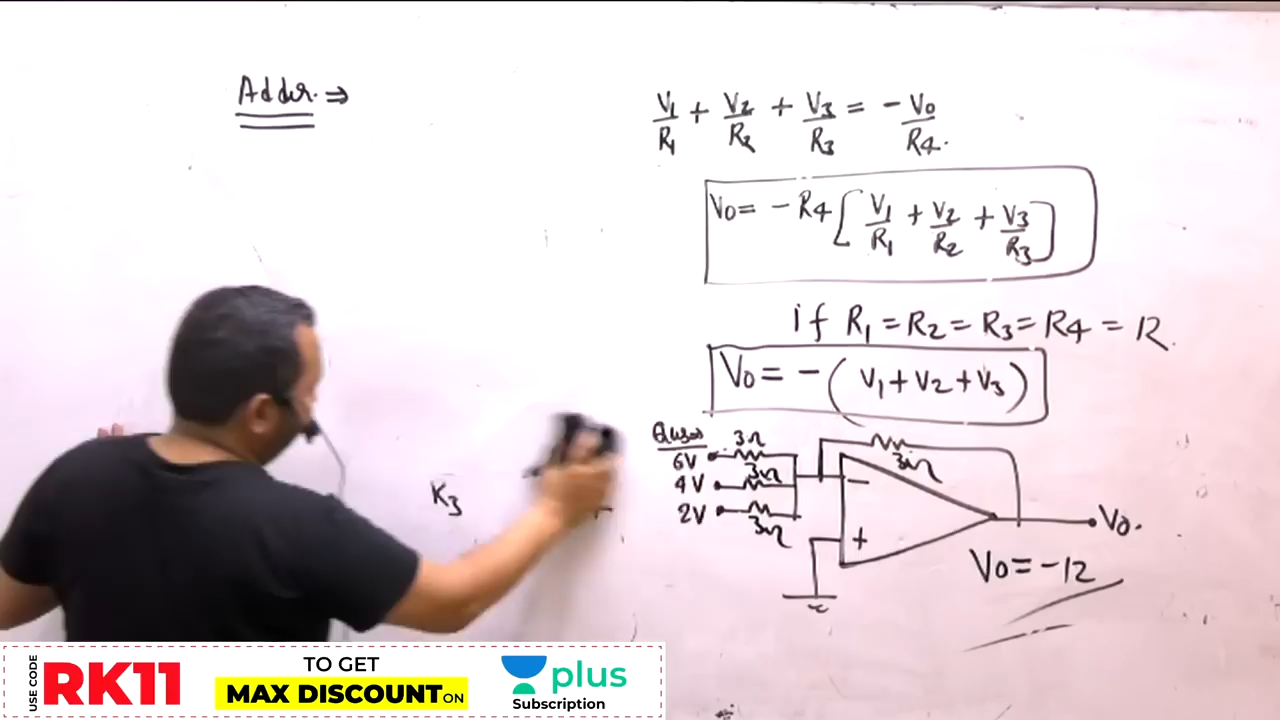 Adder. ⇒
V1/R1 + V2/R2 + V3/R3 = - V0/R4.
V0 = - R4 [ V1/R1 + V2/R2 + V3/R3 ]
if R1 = R2 = R3 = R4 = R
V0 = - ( V1 + V2 + V3 )
3Ω
6V
3Ω
4V
2V
3Ω
3Ω
-
+
V0.
V0 = -12
K3
USE CODE
RK11
TO GET
MAX DISCOUNT ON
plus
Subscription